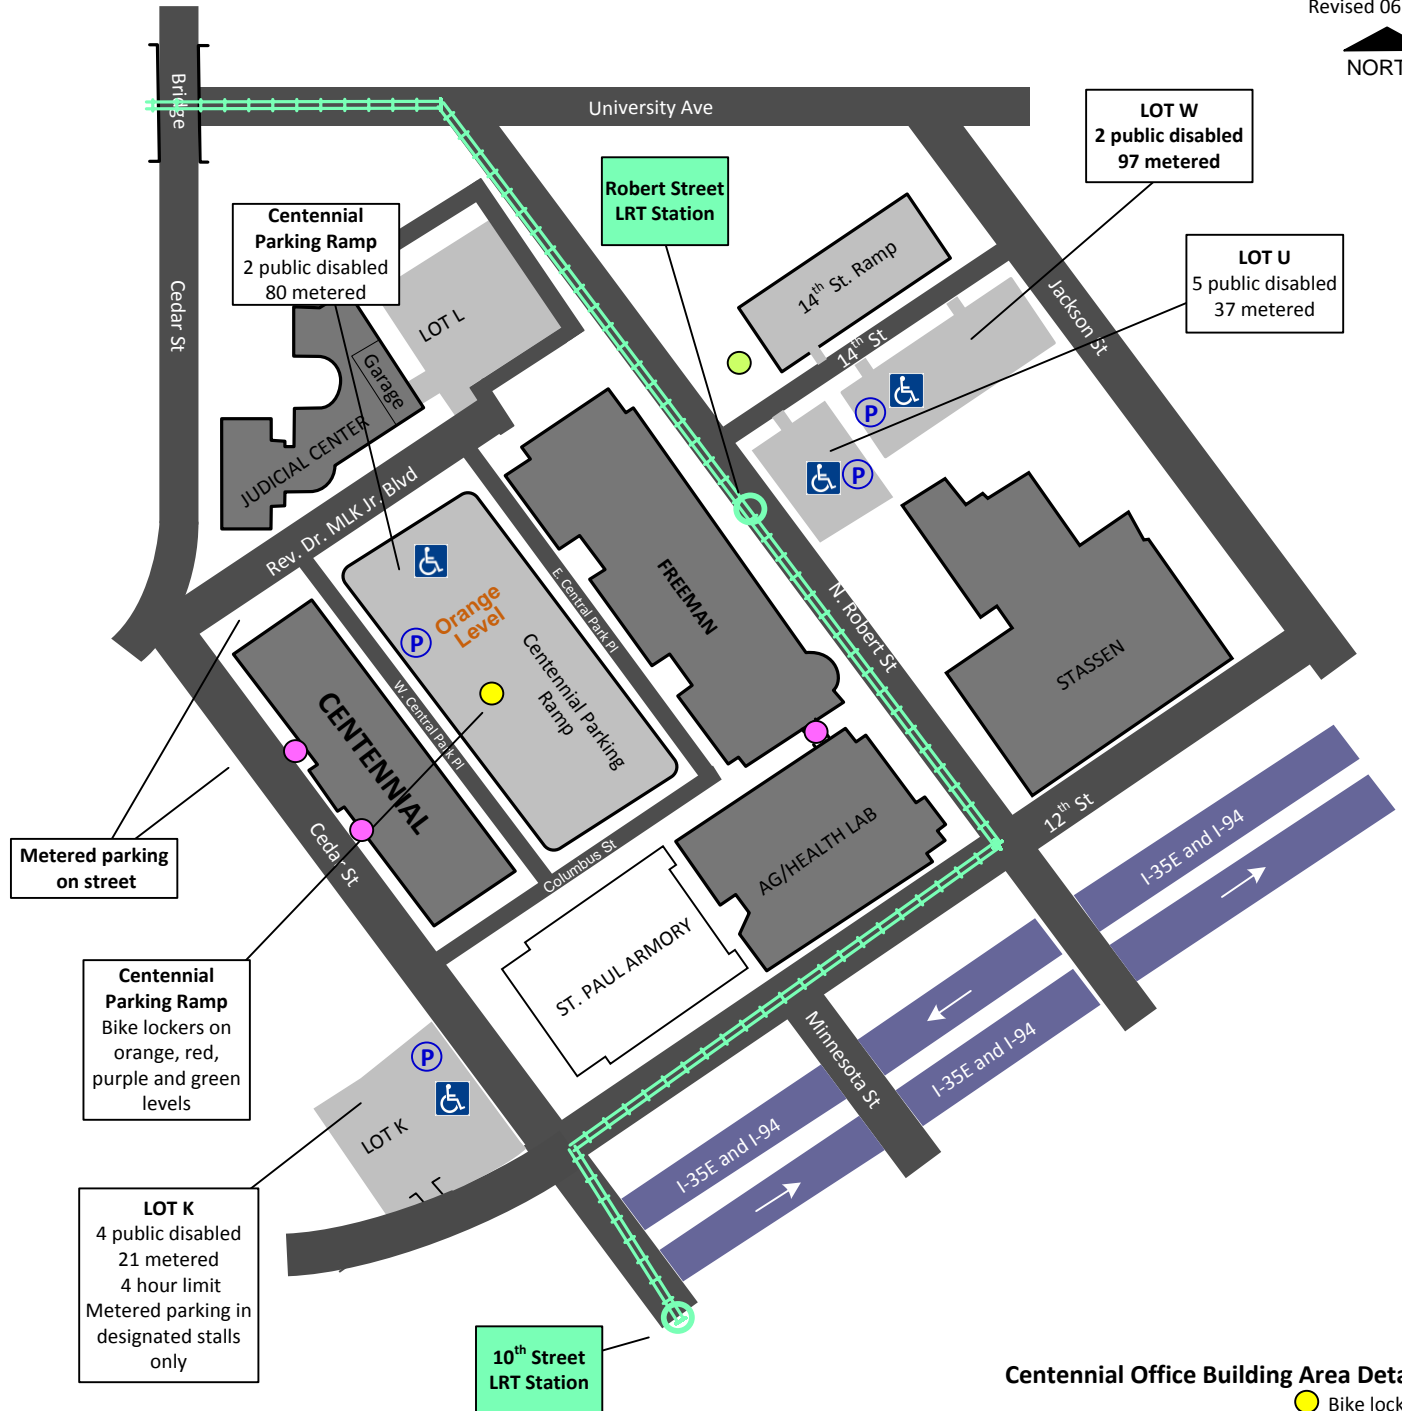 Revised 06
NORT
Bridge
University Ave
LOT W
2 public disabled
97 metered
Robert Street
LRT Station
Centennial
Parking Ramp
2 public disabled
80 metered
14th St. Ramp
LOT U
5 public disabled
37 metered
Cedar St
LOT L
Jackson St
14th St
Garage
JUDICIAL CENTER
P
P
Rev. Dr. MLK Jr. Blvd
Orange
Level
P
E. Central Park Pl
FREEMAN
N. Robert St
Centennial Parking
Ramp
STASSEN
W. Central Park Pl
CENTENNIAL
Metered parking
on street
Cedar St
Columbus St
AG/HEALTH LAB
12th St
I-35E and I-94
ST. PAUL ARMORY
Centennial
Parking Ramp
Bike lockers on
orange, red,
purple and green
levels
Minnesota St
I-35E and I-94
P
LOT K
I-35E and I-94
LOT K
4 public disabled
21 metered
4 hour limit
Metered parking in
designated stalls
only
10th Street
LRT Station
Centennial Office Building Area Deta
Bike lock